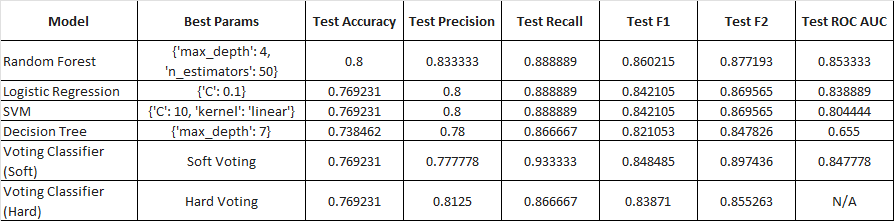 Model Best Params Test Accuracy Test Precision Test Recall Test F1 Test F2 Test ROC AUC
Random Forest {'max_depth': 4, 'n_estimators': 50} 0.8 0.833333 0.888889 0.860215 0.877193 0.853333
Logistic Regression {'C': 0.1} 0.769231 0.8 0.888889 0.842105 0.869565 0.838889
SVM {'C': 10, 'kernel': 'linear'} 0.769231 0.8 0.888889 0.842105 0.869565 0.804444
Decision Tree {'max_depth': 7} 0.738462 0.78 0.866667 0.821053 0.847826 0.655
Voting Classifier (Soft) Soft Voting 0.769231 0.777778 0.933333 0.848485 0.897436 0.847778
Voting Classifier (Hard) Hard Voting 0.769231 0.8125 0.866667 0.83871 0.855263 N/A